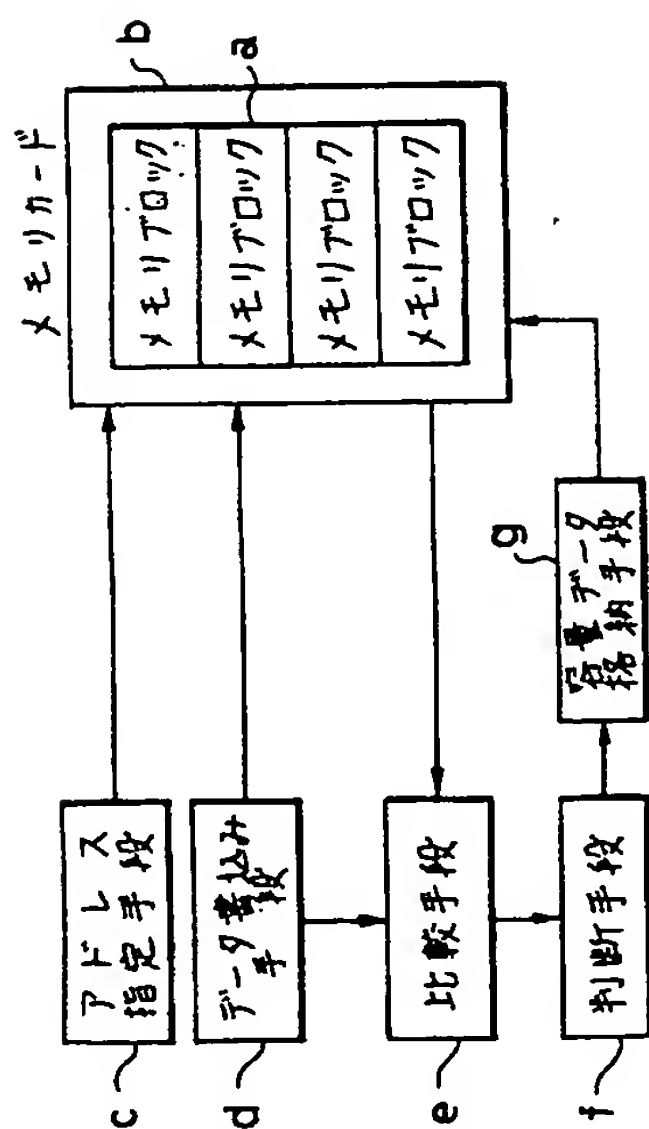 メモリカード
b
a
メモリブロック
メモリブロック
メモリブロック
メモリブロック
c
アドレス
指定手段
d
データ書込み
手段
e
比較手段
f
判断手段
g
容量データ
格納手段